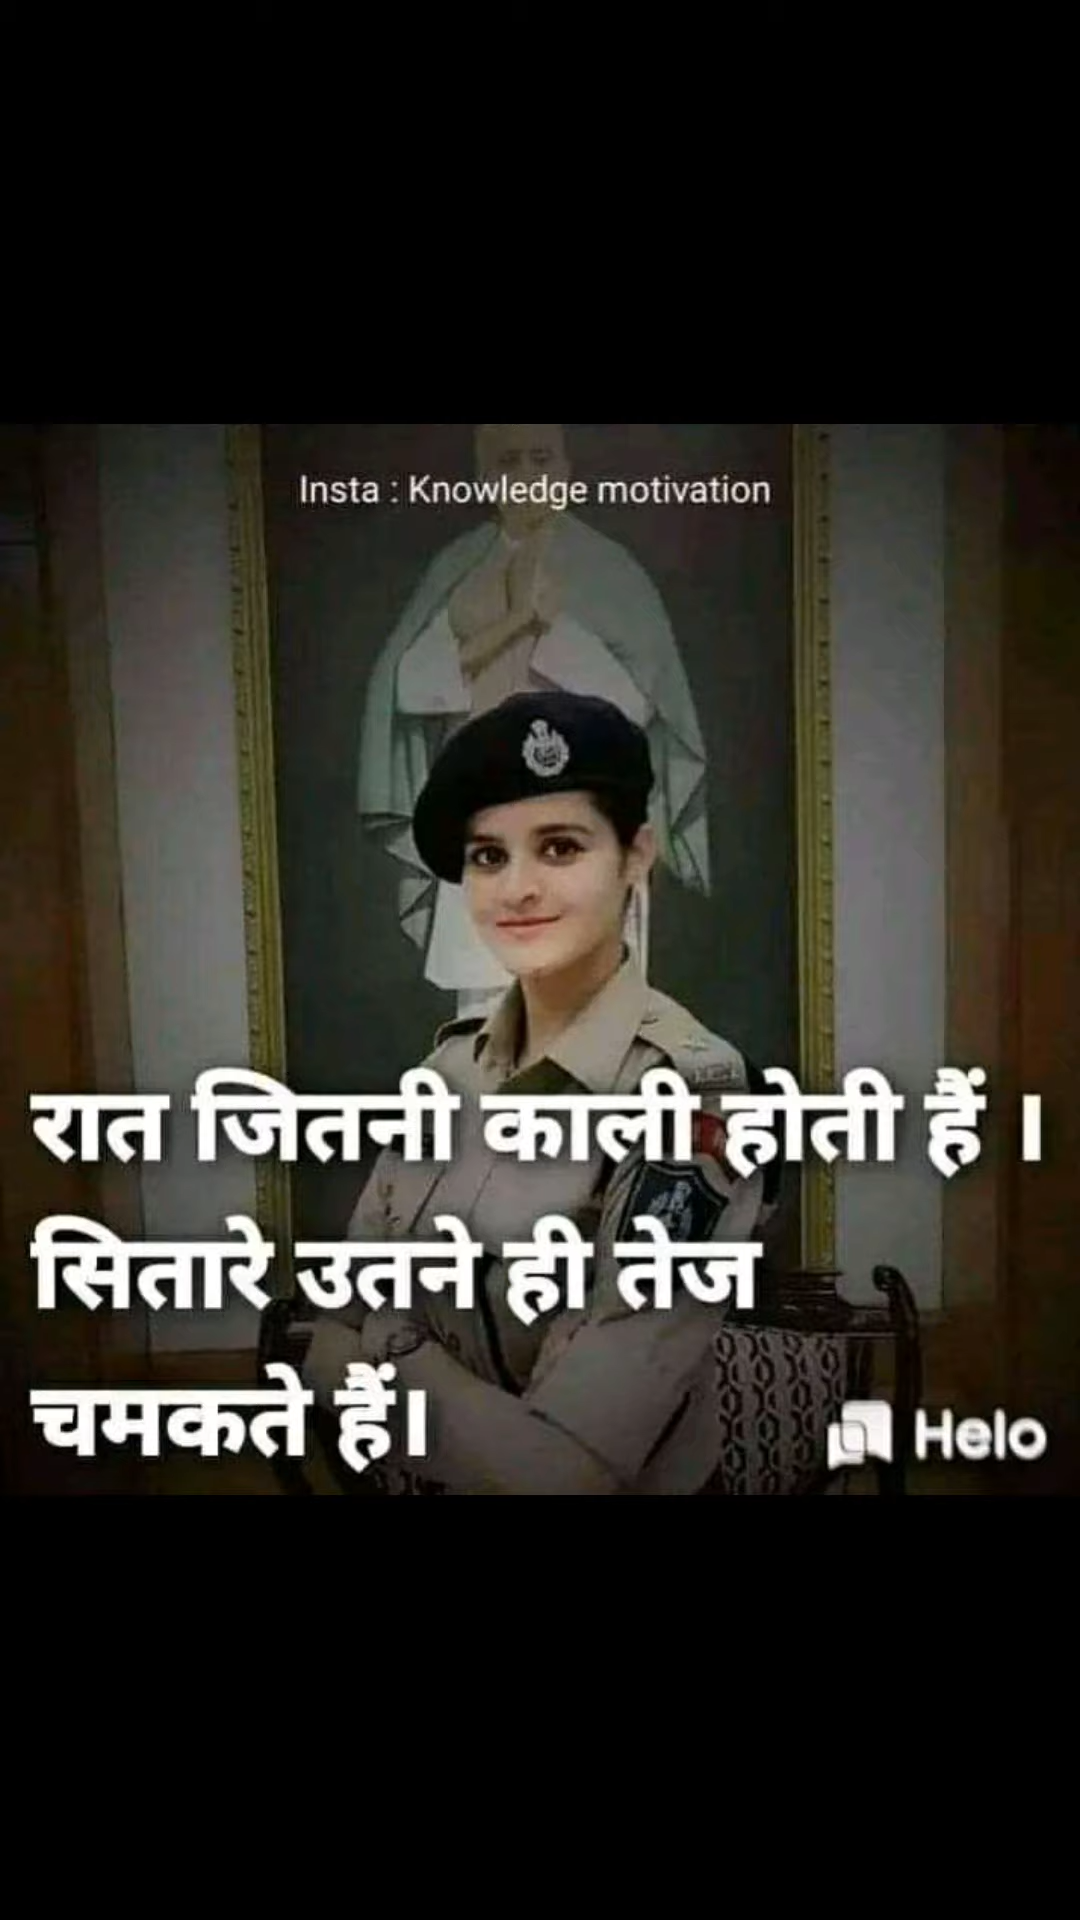 Insta : Knowledge motivation
रात जितनी काली होती हैं ।
सितारे उतने ही तेज
चमकते हैं।
Helo